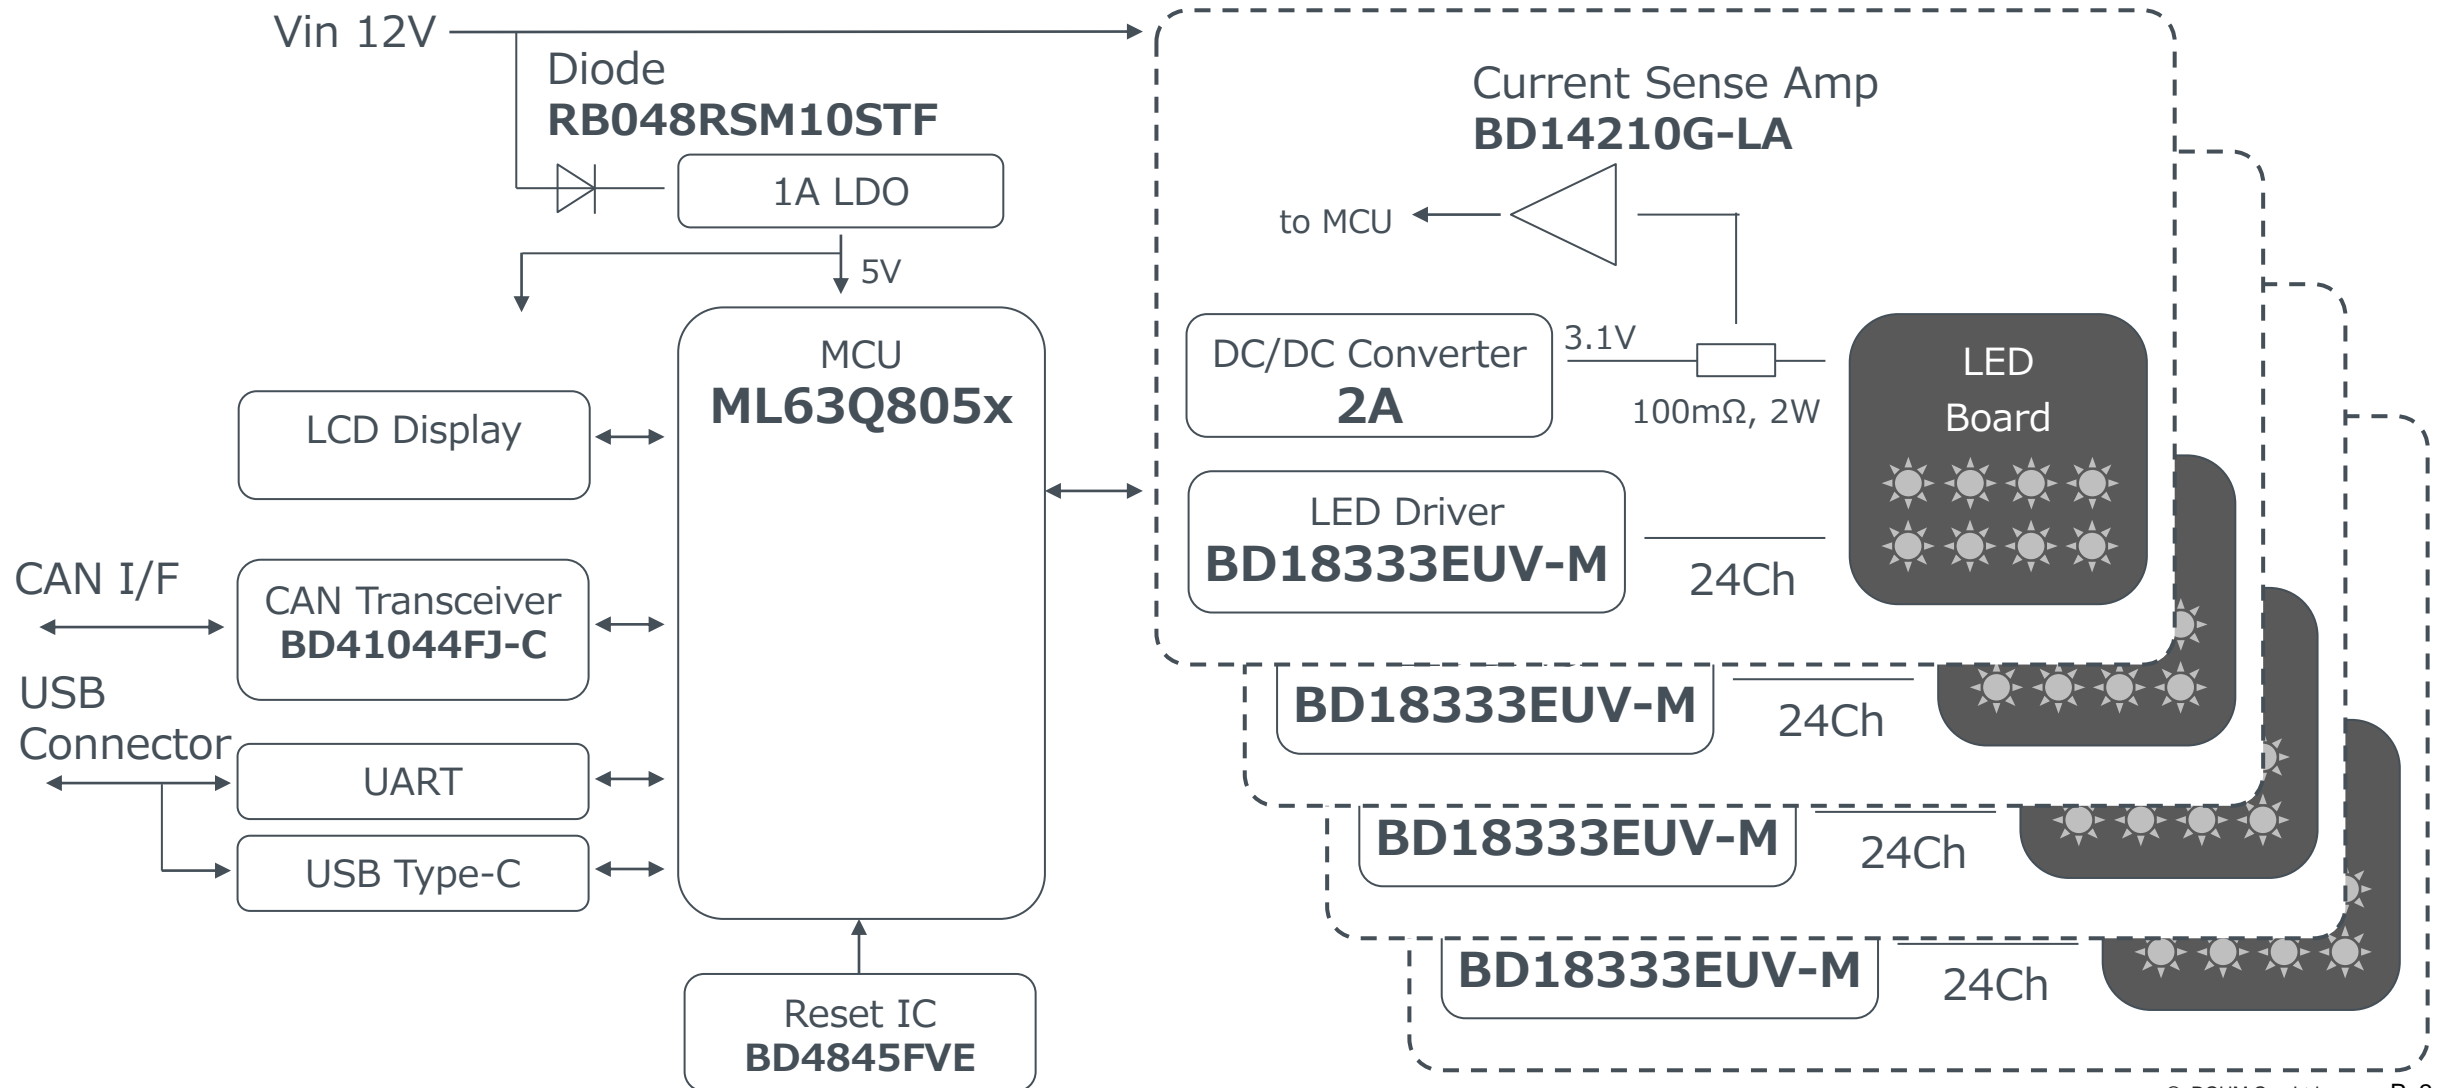 Vin 12V
Diode
RB048RSM10STF
1A LDO
5V
MCU
ML63Q805x
LCD Display
CAN I/F
CAN Transceiver
BD41044FJ-C
USB
Connector
UART
USB Type-C
Reset IC
BD4845FVE
Current Sense Amp
BD14210G-LA
to MCU
DC/DC Converter
2A
3.1V
100mΩ, 2W
LED
Board
LED Driver
BD18333EUV-M
24Ch
BD18333EUV-M
24Ch
BD18333EUV-M
24Ch
BD18333EUV-M
24Ch